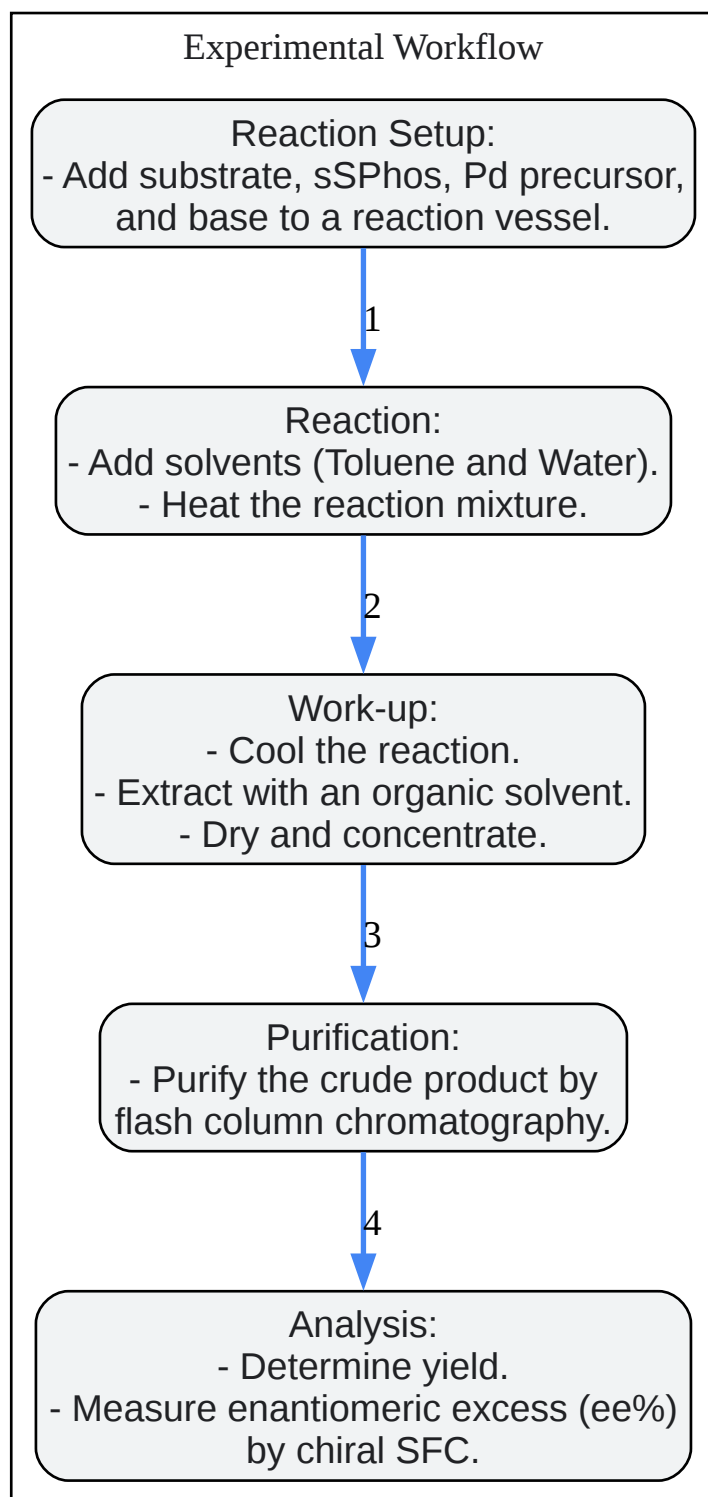 Experimental Workflow
Reaction Setup:
- Add substrate, sSPhos, Pd precursor,
and base to a reaction vessel.
1
Reaction:
- Add solvents (Toluene and Water).
- Heat the reaction mixture.
2
Work-up:
- Cool the reaction.
- Extract with an organic solvent.
- Dry and concentrate.
3
Purification:
- Purify the crude product by
flash column chromatography.
4
Analysis:
- Determine yield.
- Measure enantiomeric excess (ee%)
by chiral SFC.